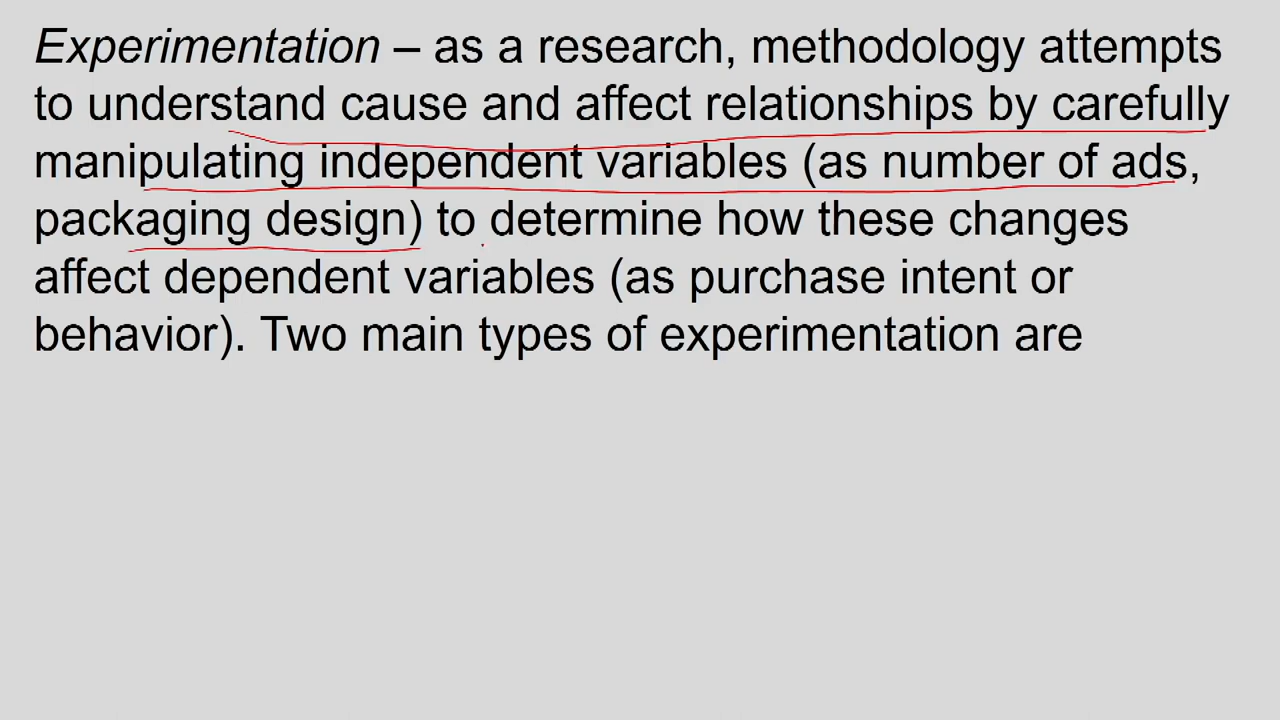 Experimentation – as a research, methodology attempts
to understand cause and affect relationships by carefully
manipulating independent variables (as number of ads,
packaging design) to determine how these changes
affect dependent variables (as purchase intent or
behavior). Two main types of experimentation are